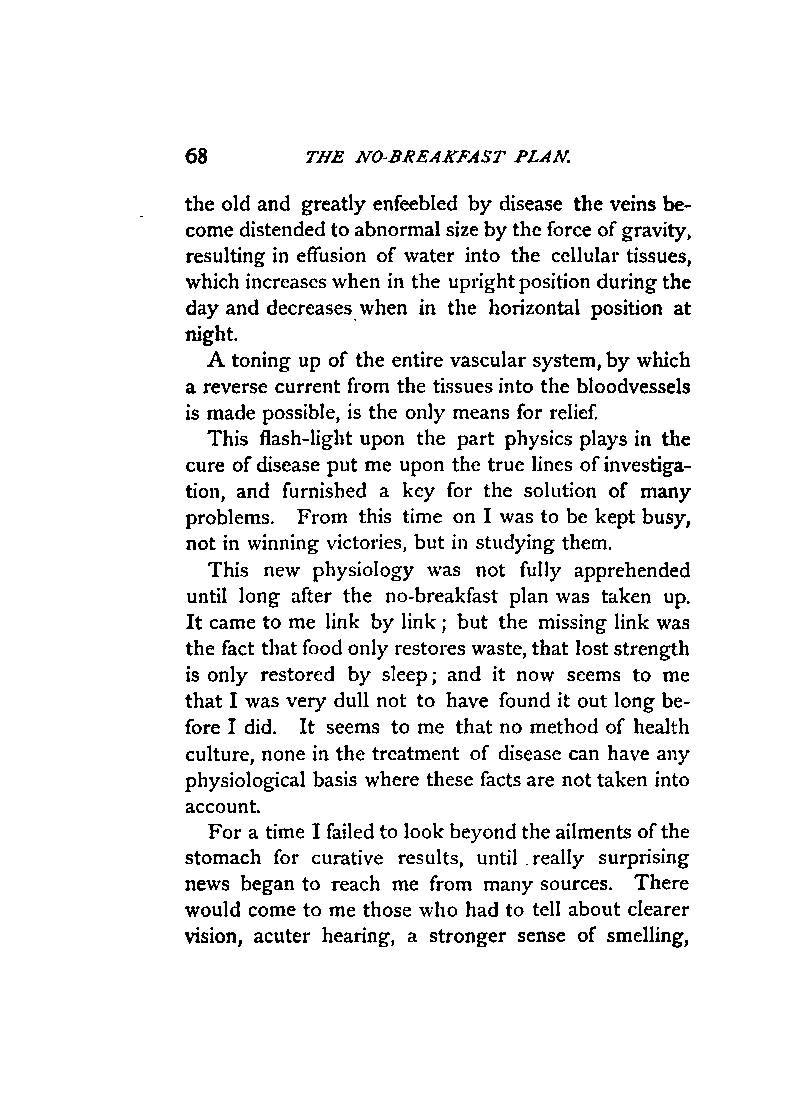 68 THE NO-BREAKFAST PLAN.
the old and greatly enfeebled by disease the veins be-
come distended to abnormal size by the force of gravity,
resulting in effusion of water into the cellular tissues,
which increases when in the upright position during the
day and decreases when in the horizontal position at
night.
A toning up of the entire vascular system, by which
a reverse current from the tissues into the bloodvessels
is made possible, is the only means for relief.
This flash-light upon the part physics plays in the
cure of disease put me upon the true lines of investiga-
tion, and furnished a key for the solution of many
problems. From this time on I was to be kept busy,
not in winning victories, but in studying them.
This new physiology was not fully apprehended
until long after the no-breakfast plan was taken up.
It came to me link by link ; but the missing link was
the fact that food only restores waste, that lost strength
is only restored by sleep ; and it now seems to me
that I was very dull not to have found it out long be-
fore I did. It seems to me that no method of health
culture, none in the treatment of disease can have any
physiological basis where these facts are not taken into
account.
For a time I failed to look beyond the ailments of the
stomach for curative results, until really surprising
news began to reach me from many sources. There
would come to me those who had to tell about clearer
vision, acuter hearing, a stronger sense of smelling,